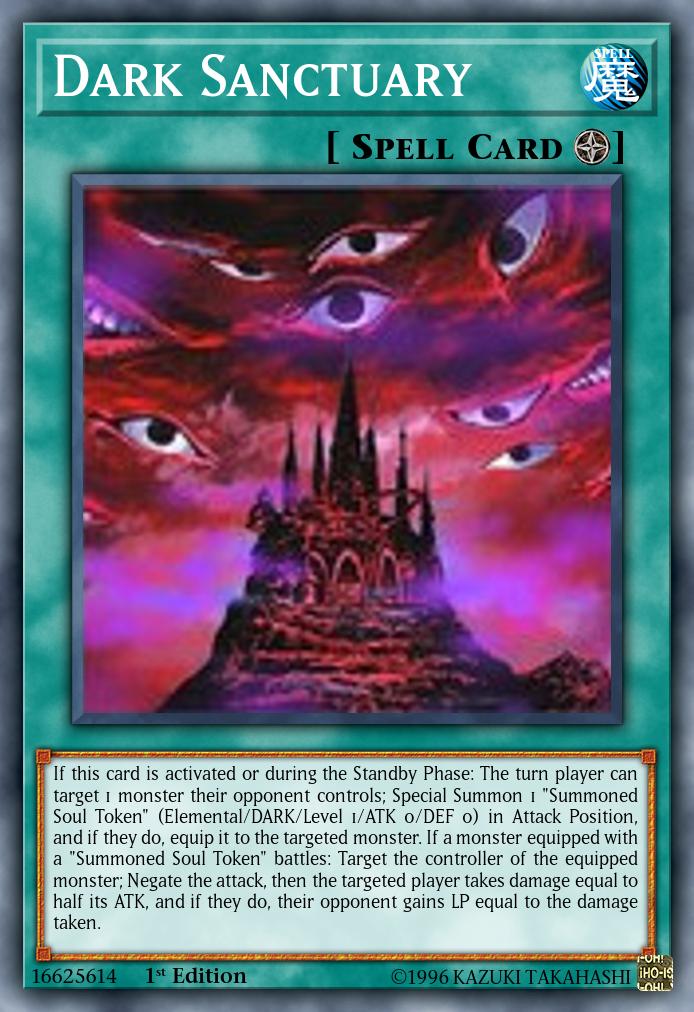 DARK SANCTUARY
SPELL
魔
[ SPELL CARD ]
If this card is activated or during the Standby Phase: The turn player can
target 1 monster their opponent controls; Special Summon 1 "Summoned
Soul Token" (Elemental/DARK/Level 1/ATK 0/DEF 0) in Attack Position,
and if they do, equip it to the targeted monster. If a monster equipped with
a "Summoned Soul Token" battles: Target the controller of the equipped
monster; Negate the attack, then the targeted player takes damage equal to
half its ATK, and if they do, their opponent gains LP equal to the damage
taken.
16625614 1st Edition ©1996 KAZUKI TAKAHASHI